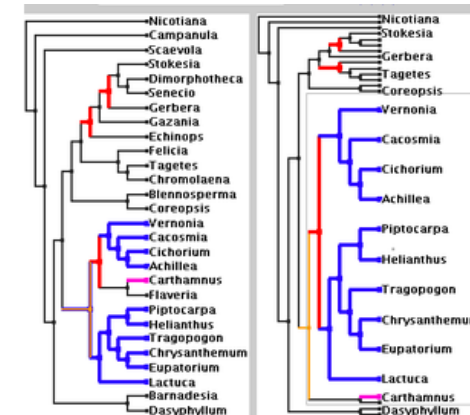 Nicotiana
Campanula
Scaevola
Stokesia
Dimorphotheca
Senecio
Gerbera
Gazania
Echinops
Felicia
Tagetes
Chromolaena
Blennosperma
Coreopsis
Vernonia
Cacosmia
Cichorium
Achillea
Carthamnus
Flaveria
Piptocarpa
Helianthus
Tragopogon
Chrysanthemum
Eupatorium
Lactuca
Barnadesia
Dasyphyllum
Nicotiana
Stokesia
Gerbera
Tagetes
Coreopsis
Vernonia
Cacosmia
Cichorium
Achillea
Piptocarpa
Helianthus
Tragopogon
Chrysanthemu
Eupatorium
Lactuca
Carthamnus
Dasyphyllum